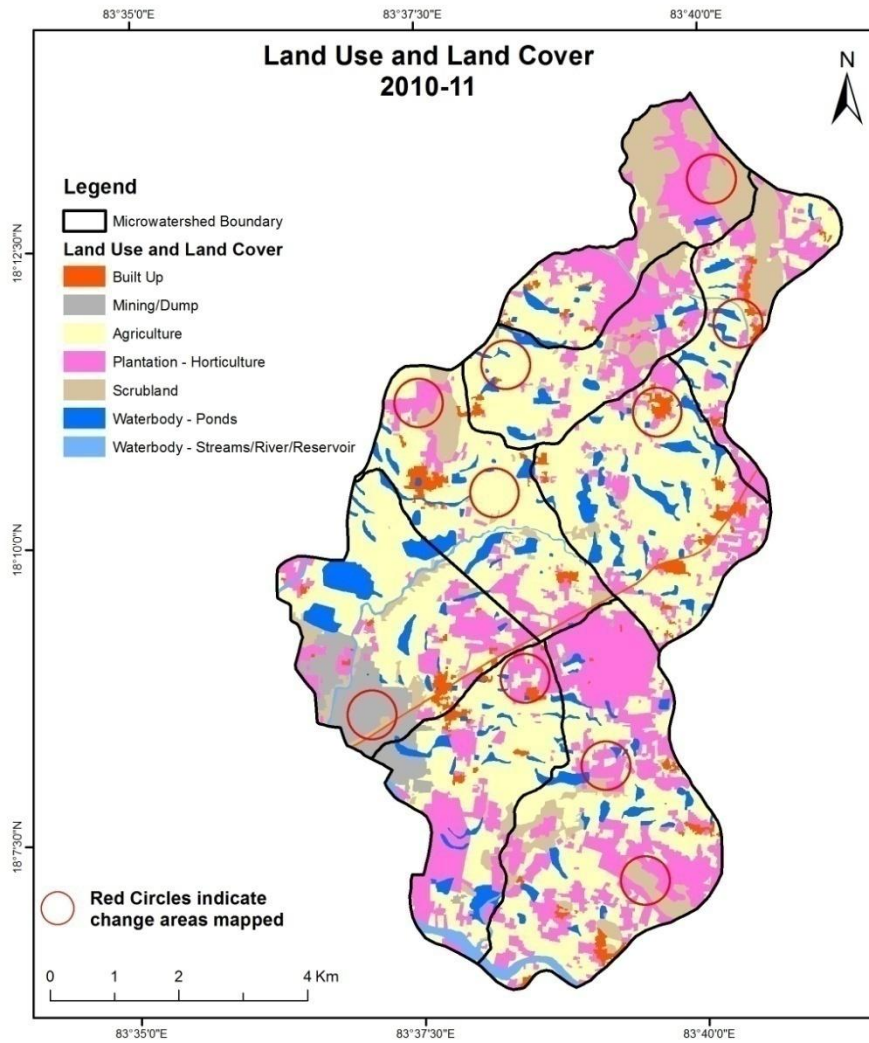 83°35'0"E 83°37'30"E 83°40'0"E
Land Use and Land Cover
2010-11
N
Legend
Microwatershed Boundary
Land Use and Land Cover
Built Up
Mining/Dump
Agriculture
Plantation - Horticulture
Scrubland
Waterbody - Ponds
Waterbody - Streams/River/Reservoir
18°12'30"N
18°10'0"N
18°7'30"N
Red Circles indicate
change areas mapped
0 1 2 4 Km
83°35'0"E 83°37'30"E 83°40'0"E